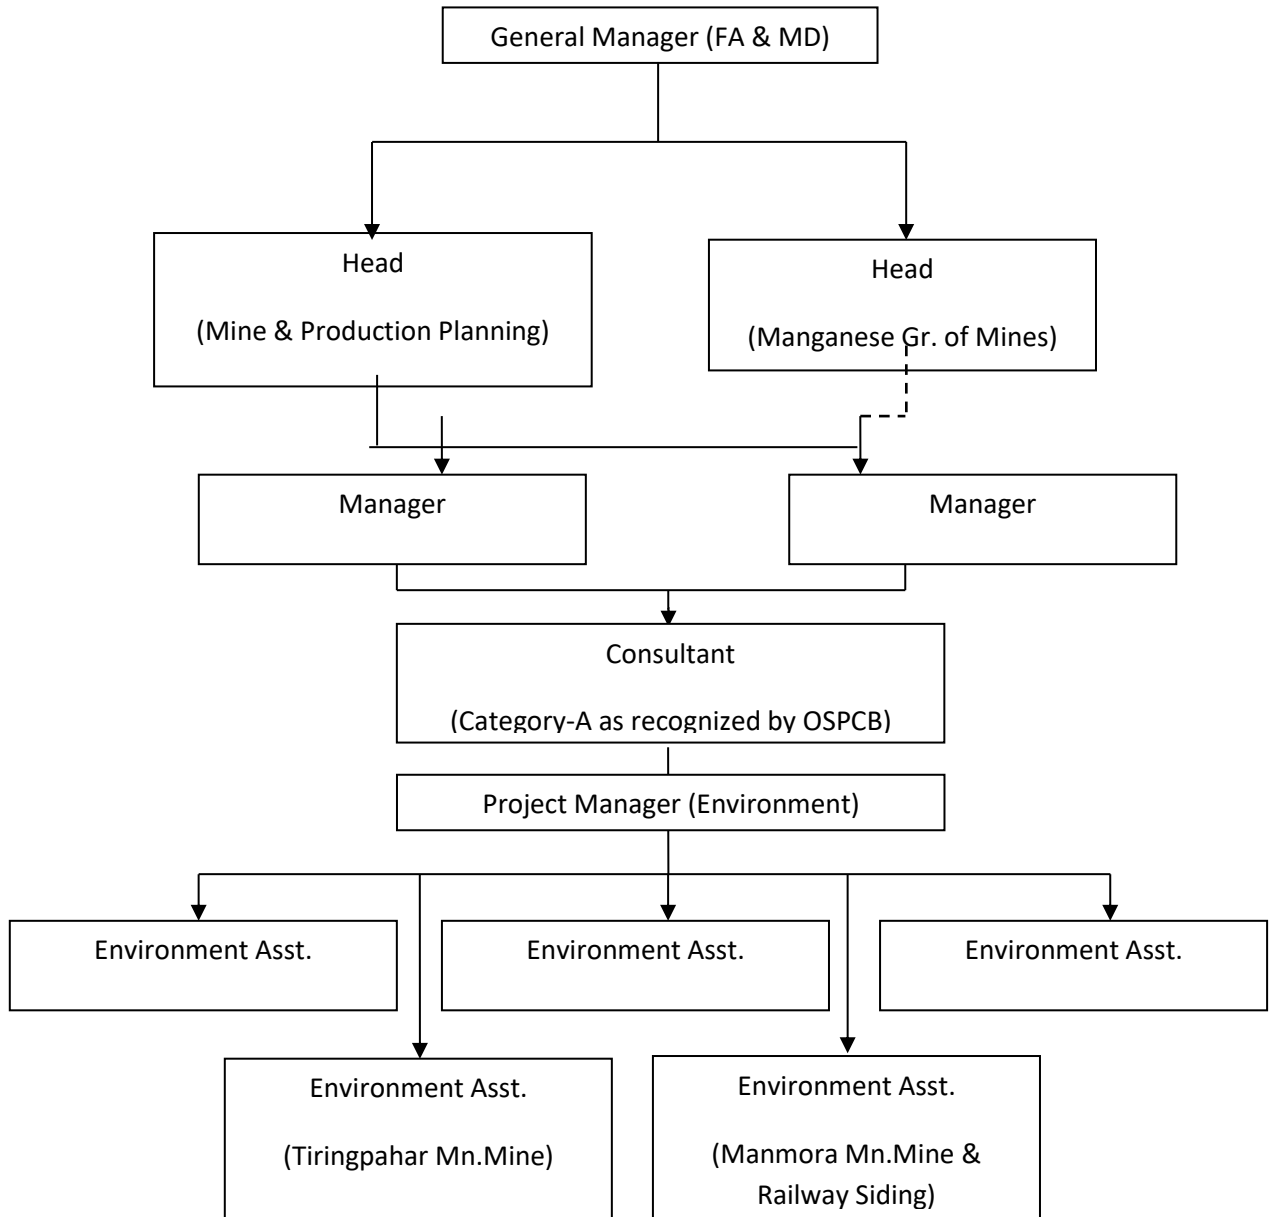 General Manager (FA & MD)
Head
(Mine & Production Planning)
Head
(Manganese Gr. of Mines)
Manager
Manager
Consultant
(Category-A as recognized by OSPCB)
Project Manager (Environment)
Environment Asst.
Environment Asst.
Environment Asst.
Environment Asst.
(Tiringpahar Mn.Mine)
Environment Asst.
(Manmora Mn.Mine &
Railway Siding)